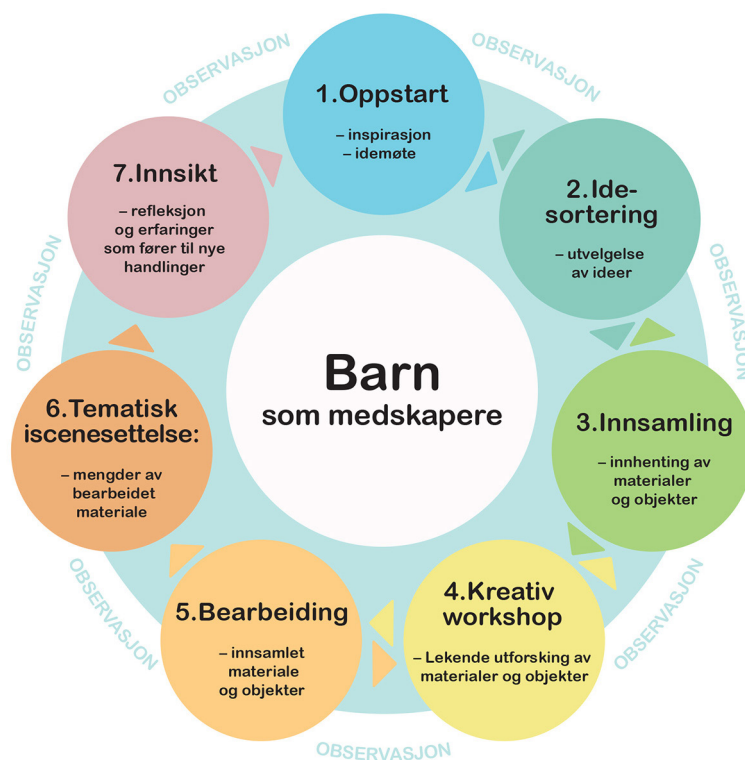 OBSERVASJON
OBSERVASJON
1.Oppstart
– inspirasjon
– idemøte
2.Ide-
sortering
– utvelgelse
av ideer
OBSERVASJON
3.Innsamling
– innhenting av
materialer
og objekter
OBSERVASJON
4.Kreativ
workshop
– Lekende utforsking av
materialer og objekter
OBSERVASJON
5.Bearbeiding
– innsamlet
materiale
og objekter
OBSERVASJON
6.Tematisk
iscenesettelse:
– mengder av
bearbeidet
materiale
OBSERVASJON
7.Innsikt
– refleksjon
og erfaringer
som fører til nye
handlinger
Barn
som medskapere